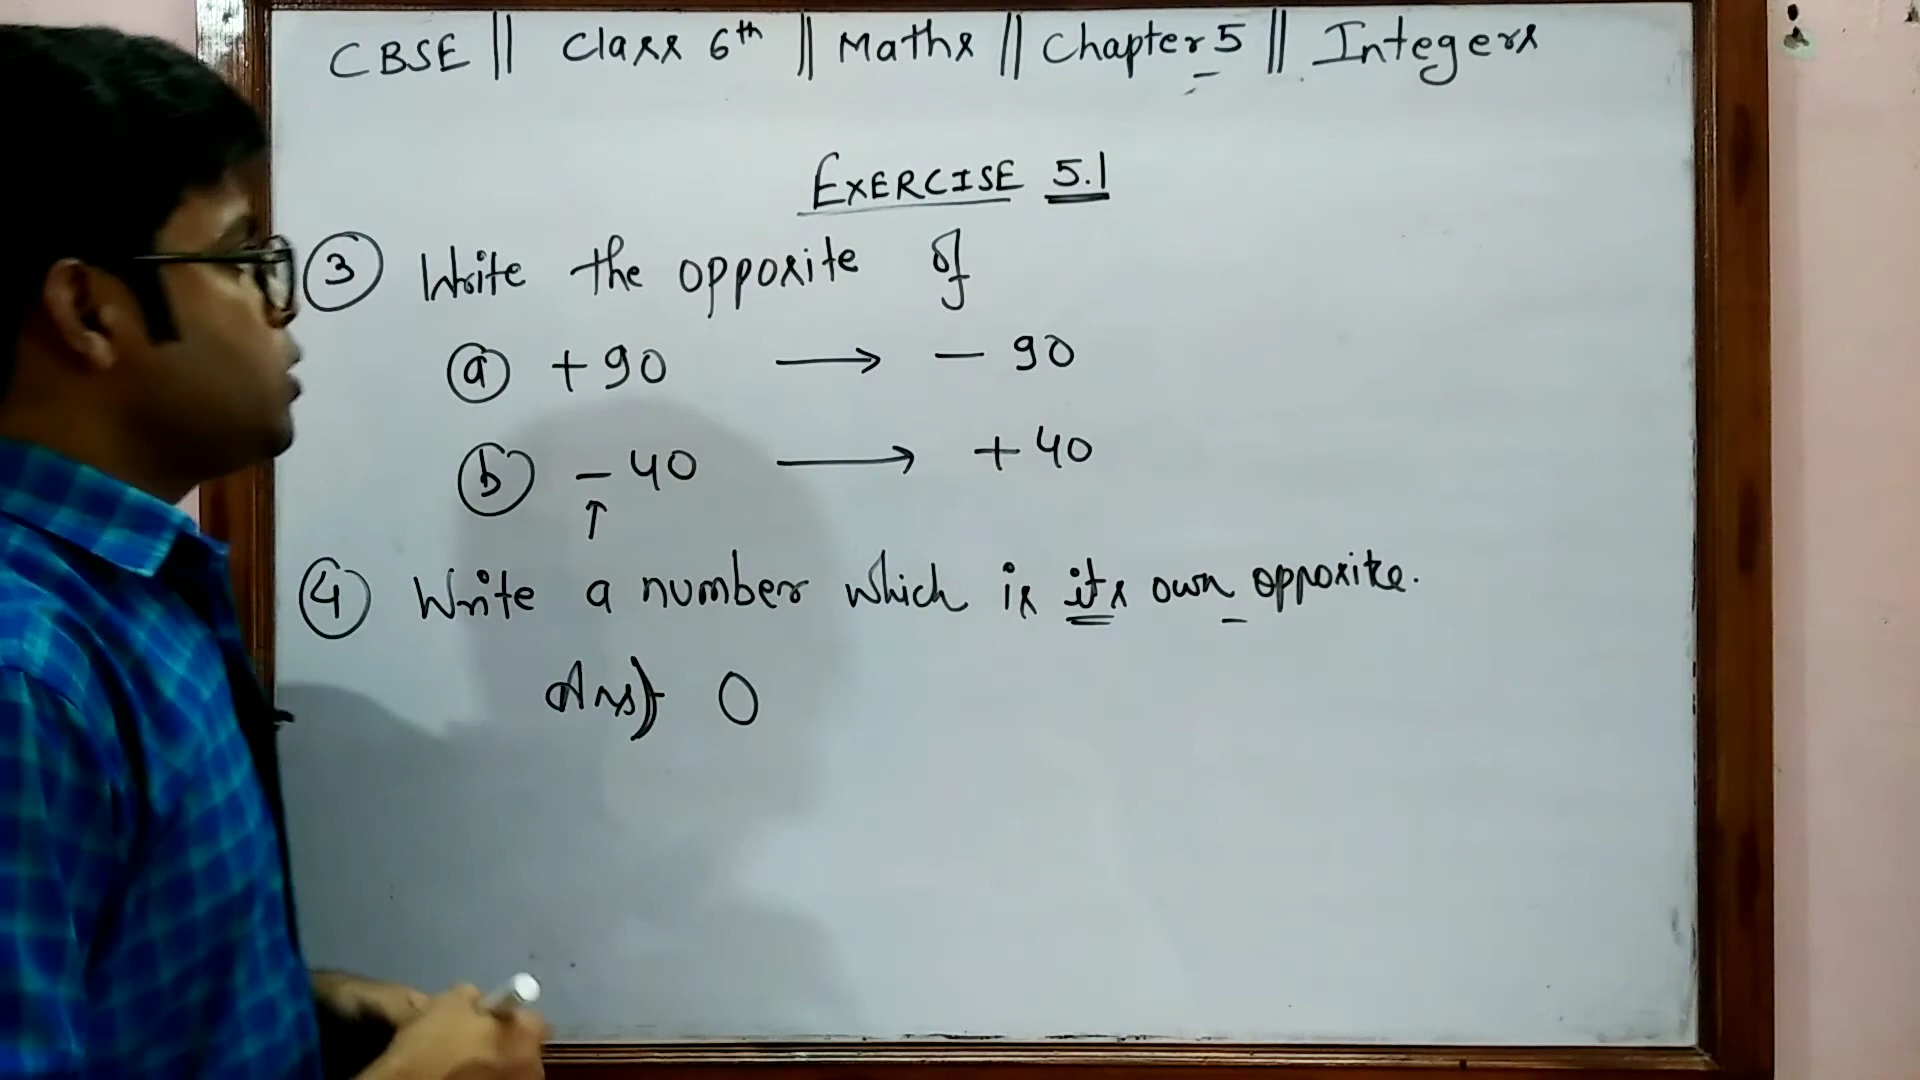 CBSE || Class 6th || Maths || Chapter 5 || Integers
EXERCISE 5.1
3 Write the opposite of
a +90 → - 90
b - 40 → + 40
↑
4 Write a number which is its own opposite.
Ans) 0